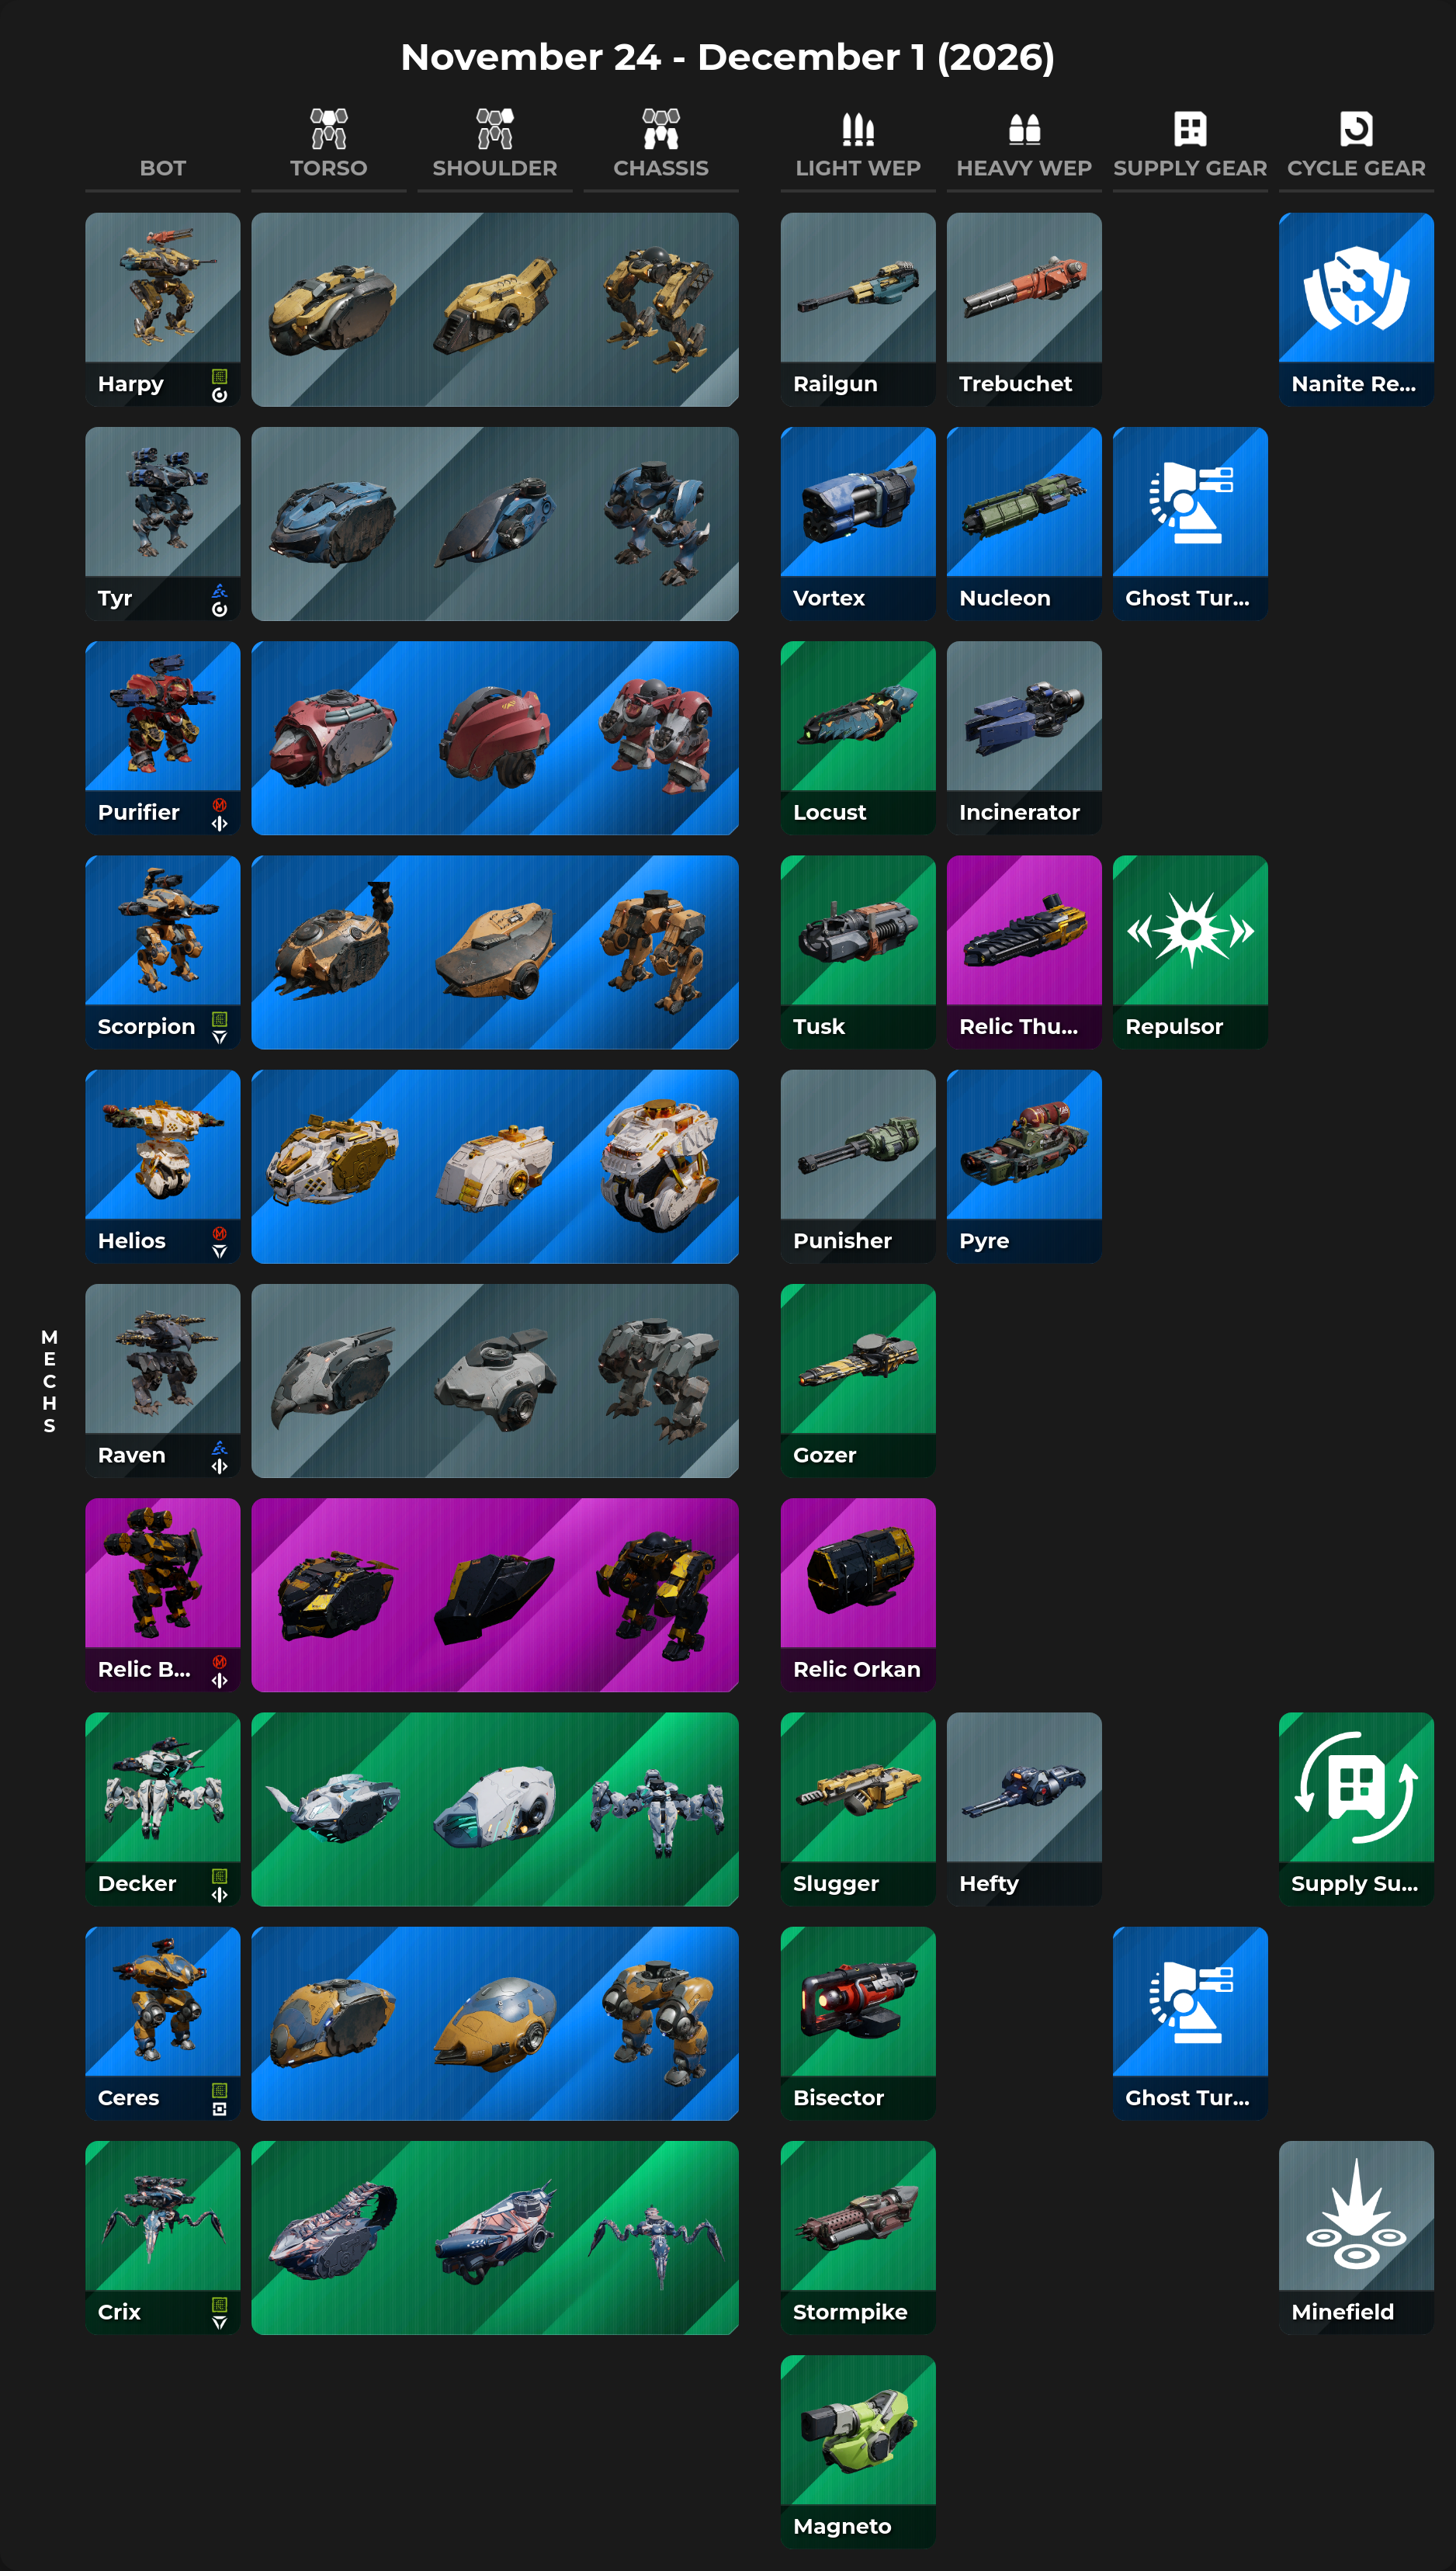 November 24 - December 1 (2026)
BOT TORSO SHOULDER CHASSIS LIGHT WEP HEAVY WEP SUPPLY GEAR CYCLE GEAR
Harpy Railgun Trebuchet Nanite Re...
Tyr Vortex Nucleon Ghost Tur...
Purifier Locust Incinerator
Scorpion Tusk Relic Thu... Repulsor
Helios Punisher Pyre
MECHS
Raven Gozer
Relic B... Relic Orkan
Decker Slugger Hefty Supply Su...
Ceres Bisector Ghost Tur...
Crix Stormpike Minefield
Magneto